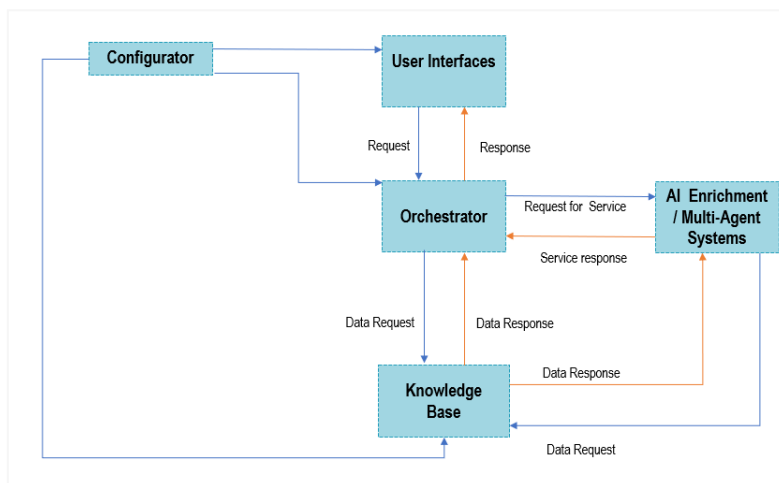 Configurator
User Interfaces
Request
Response
Orchestrator
Request for Service
AI Enrichment
/ Multi-Agent
Systems
Service response
Data Request
Data Response
Knowledge
Base
Data Response
Data Request